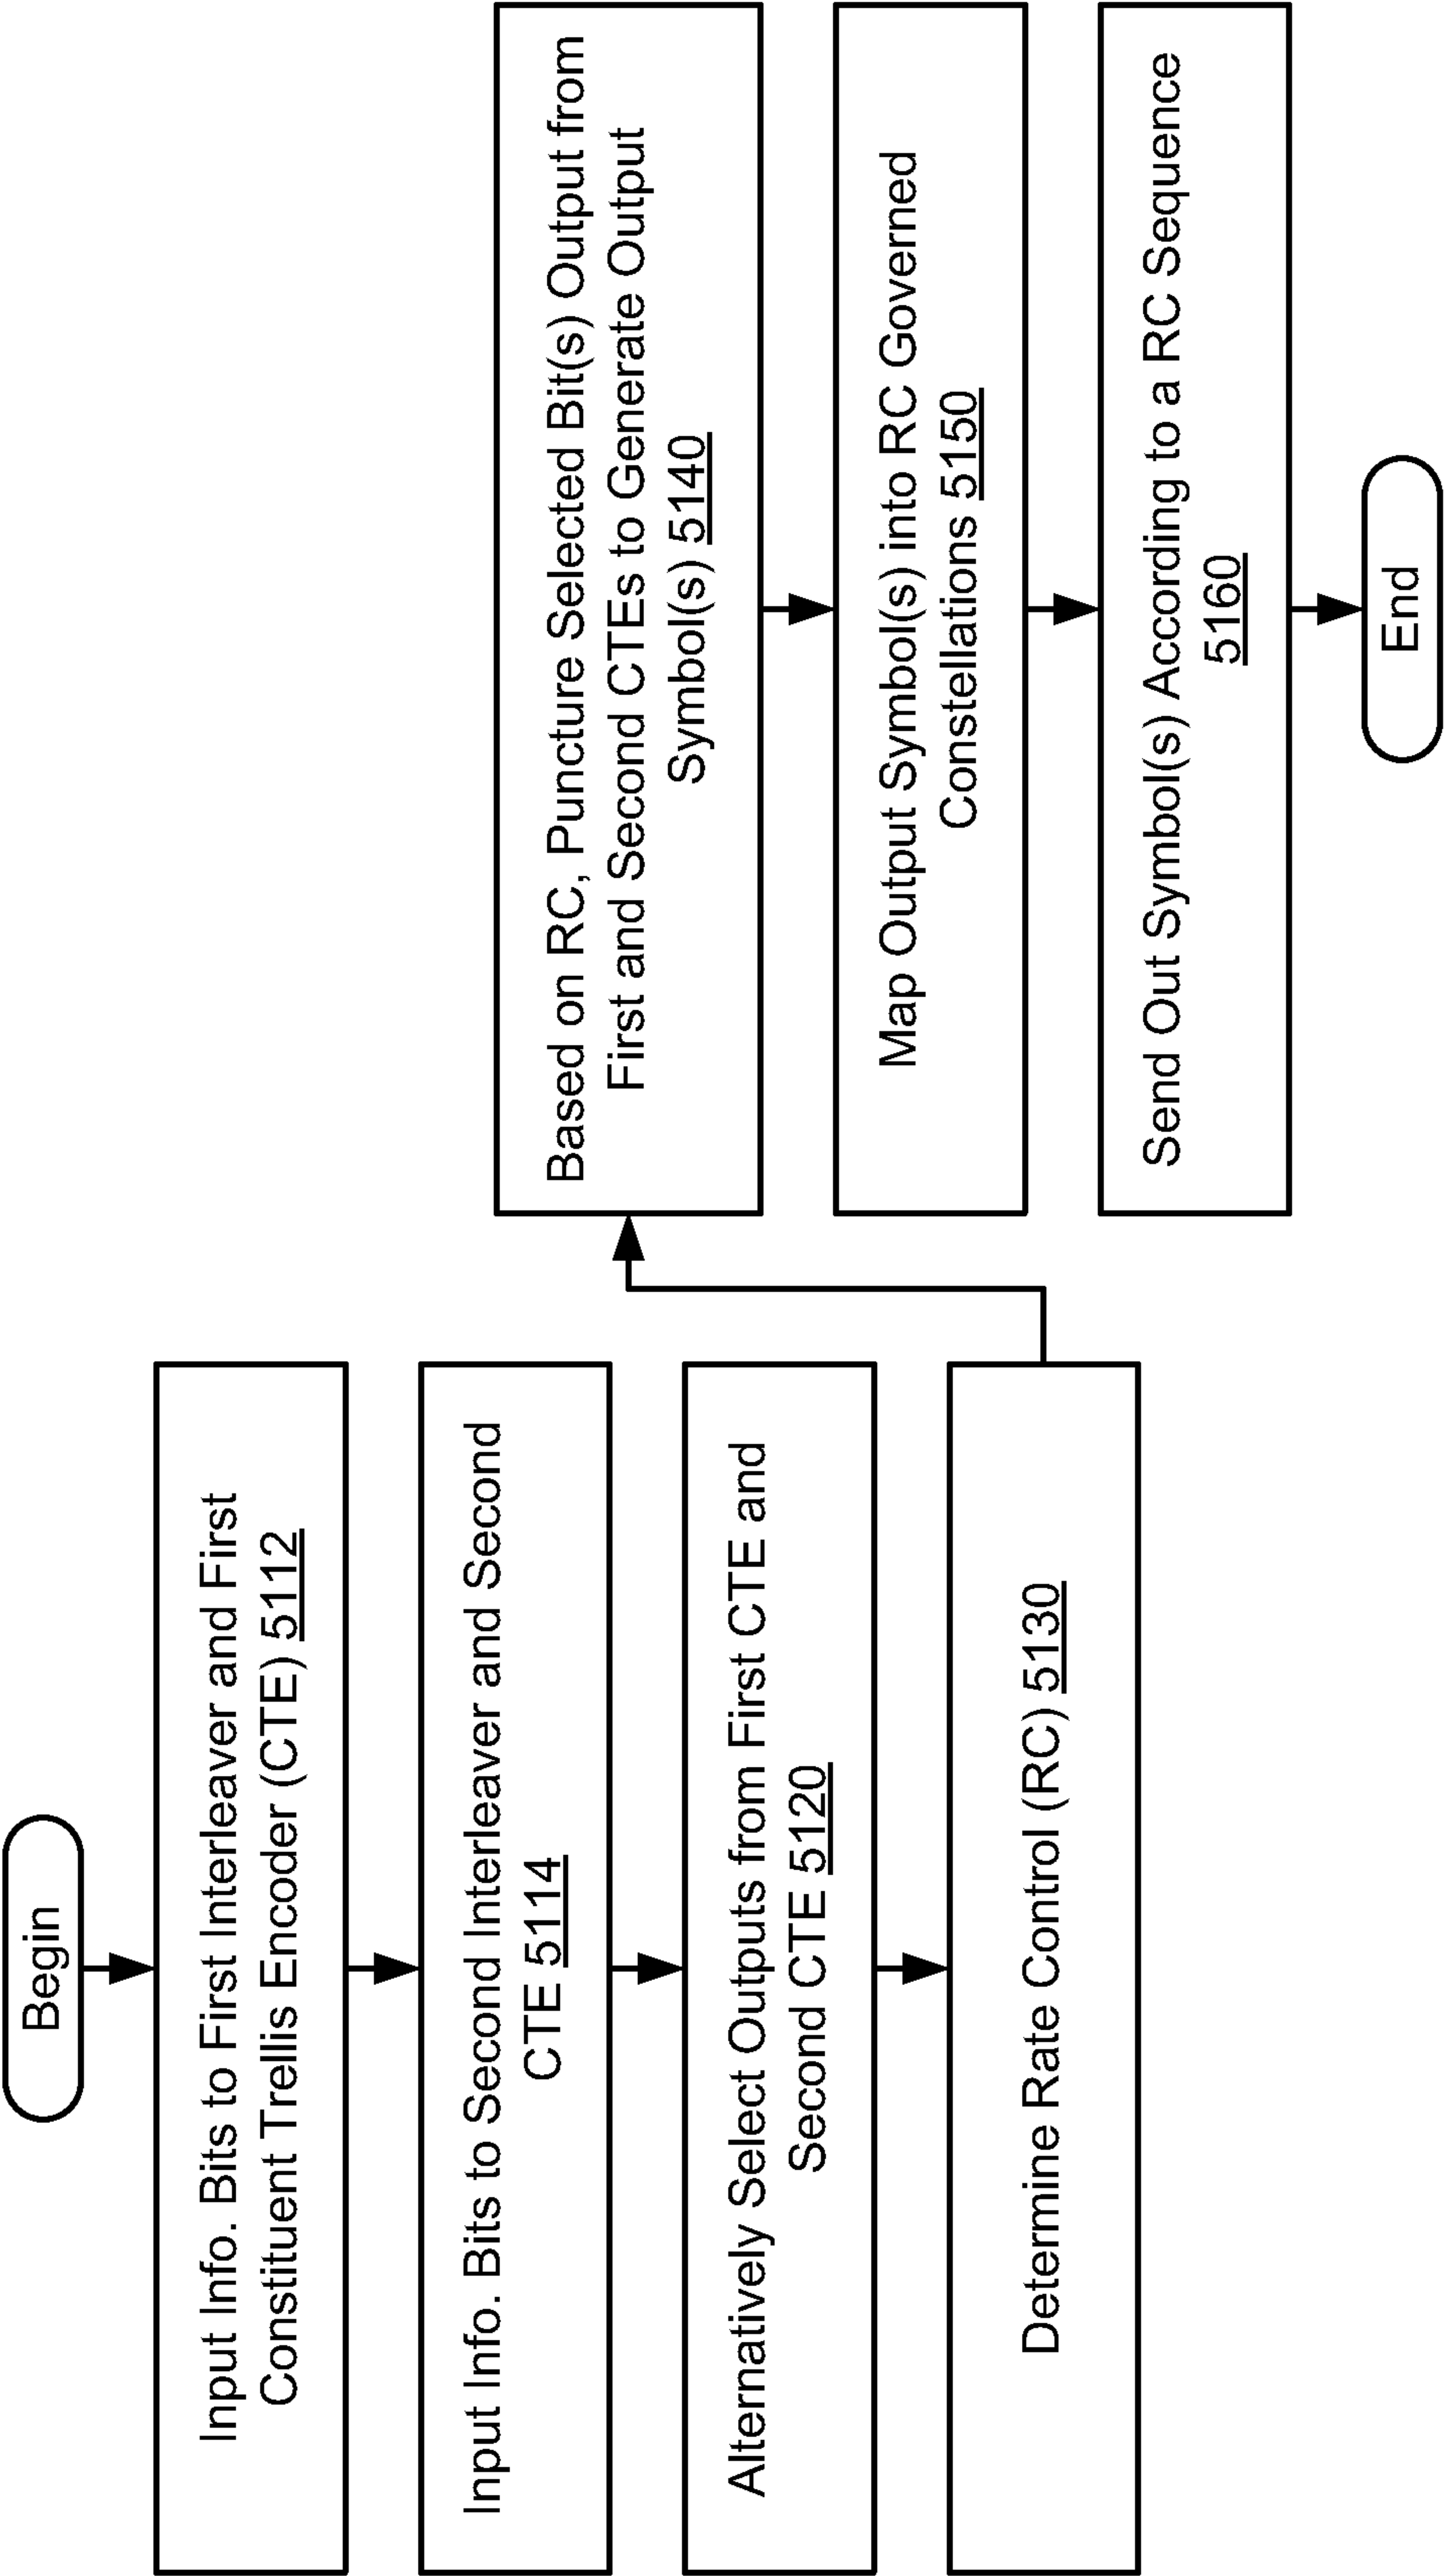 Begin
Input Info. Bits to First Interleaver and First
Constituent Trellis Encoder (CTE) 5112
Input Info. Bits to Second Interleaver and Second
CTE 5114
Alternatively Select Outputs from First CTE and
Second CTE 5120
Determine Rate Control (RC) 5130
Based on RC, Puncture Selected Bit(s) Output from
First and Second CTEs to Generate Output
Symbol(s) 5140
Map Output Symbol(s) into RC Governed
Constellations 5150
Send Out Symbol(s) According to a RC Sequence
5160
End